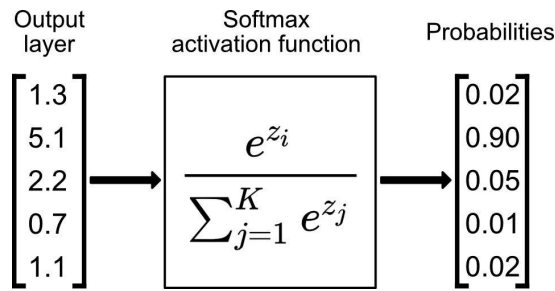 Output
layer
Softmax
activation function
Probabilities
1.3
5.1
2.2
0.7
1.1
e^{z_i}
∑_{j=1}^{K} e^{z_j}
0.02
0.90
0.05
0.01
0.02